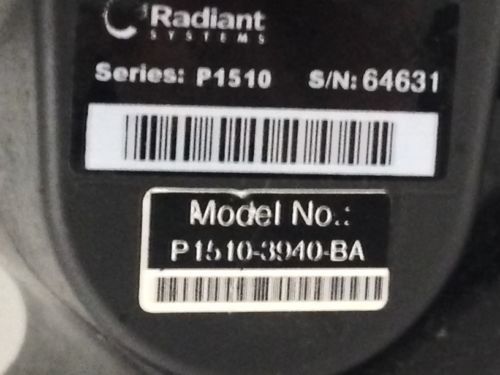 Radiant
SYSTEMS
Series: P1510 S/N: 64631
Model No.:
P1510-3940-BA